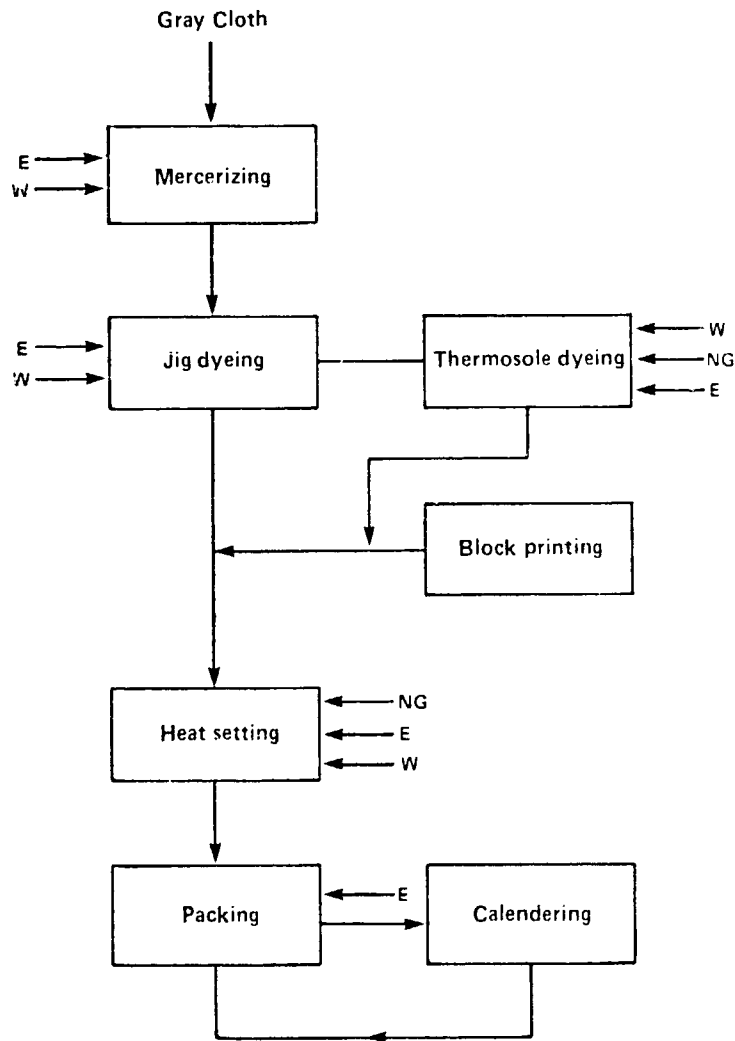 Gray Cloth
E
W
Mercerizing
E
W
Jig dyeing
Thermosole dyeing
W
NG
E
Block printing
Heat setting
NG
E
W
Packing
E
Calendering